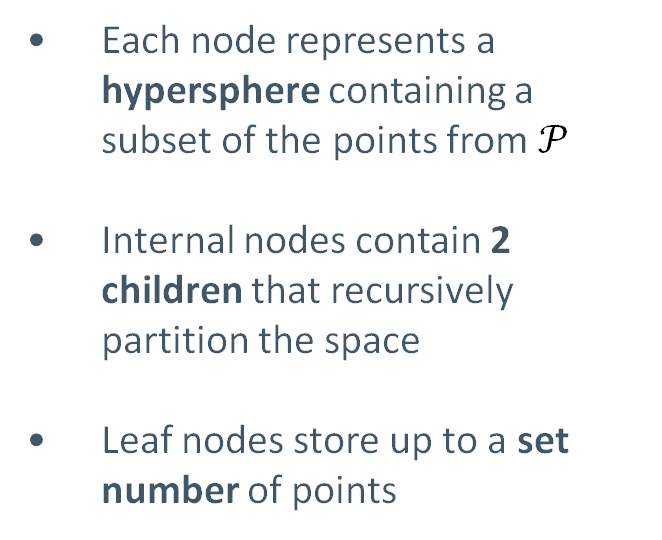 • Each node represents a
hypersphere containing a
subset of the points from 𝒫
• Internal nodes contain 2
children that recursively
partition the space
• Leaf nodes store up to a set
number of points